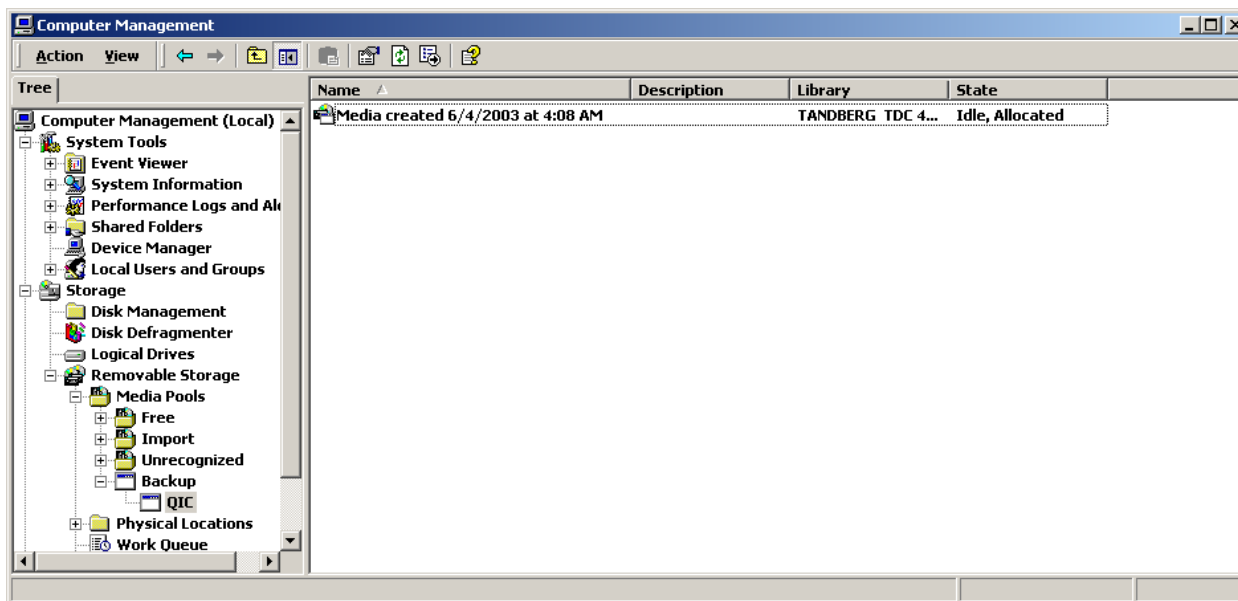 Computer Management
Action View
Tree
Name Description Library State
Media created 6/4/2003 at 4:08 AM TANDBERG TDC 4... Idle, Allocated
Computer Management (Local)
System Tools
Event Viewer
System Information
Performance Logs and Al
Shared Folders
Device Manager
Local Users and Groups
Storage
Disk Management
Disk Defragmenter
Logical Drives
Removable Storage
Media Pools
Free
Import
Unrecognized
Backup
QIC
Physical Locations
Work Queue